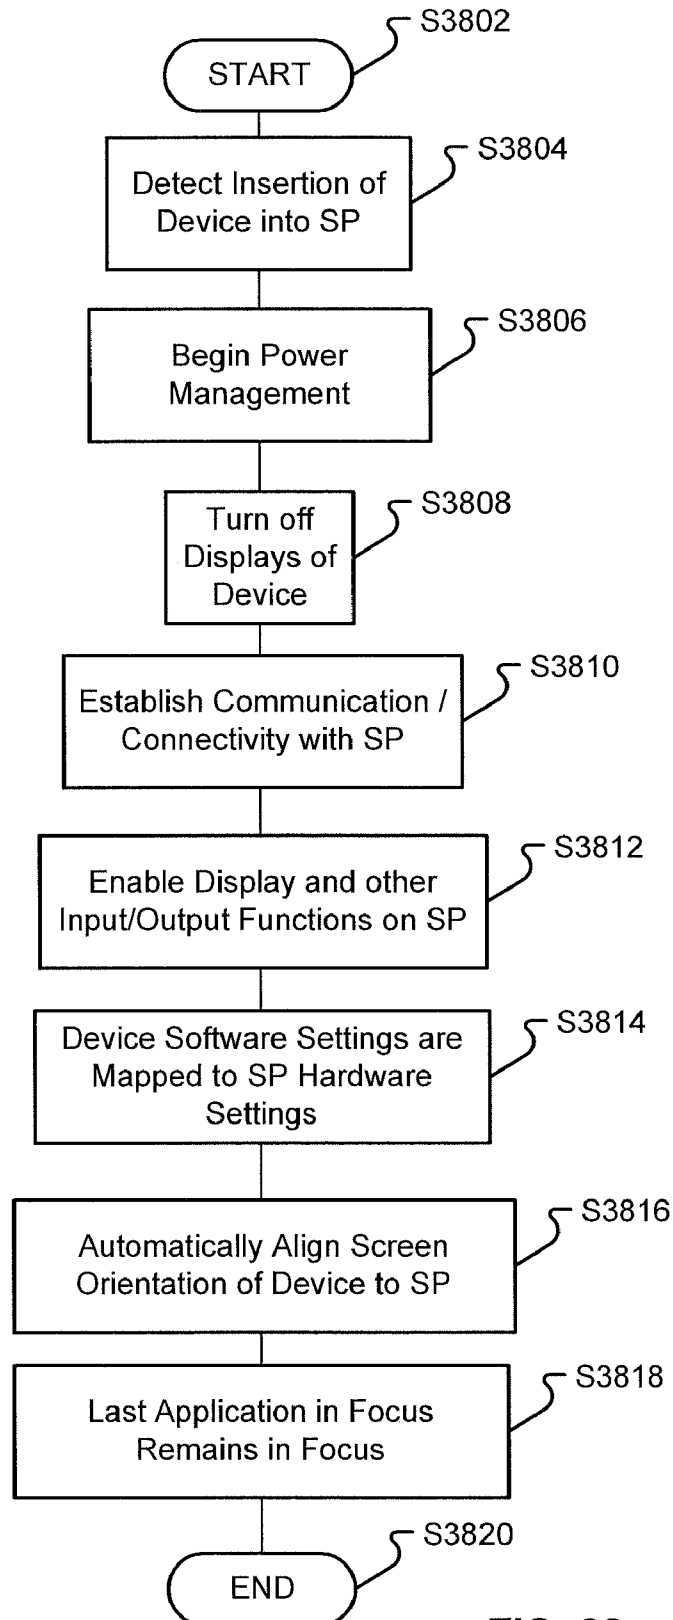 S3802
START
S3804
Detect Insertion of
Device into SP
S3806
Begin Power
Management
S3808
Turn off
Displays of
Device
S3810
Establish Communication /
Connectivity with SP
S3812
Enable Display and other
Input/Output Functions on SP
S3814
Device Software Settings are
Mapped to SP Hardware
Settings
S3816
Automatically Align Screen
Orientation of Device to SP
S3818
Last Application in Focus
Remains in Focus
S3820
END